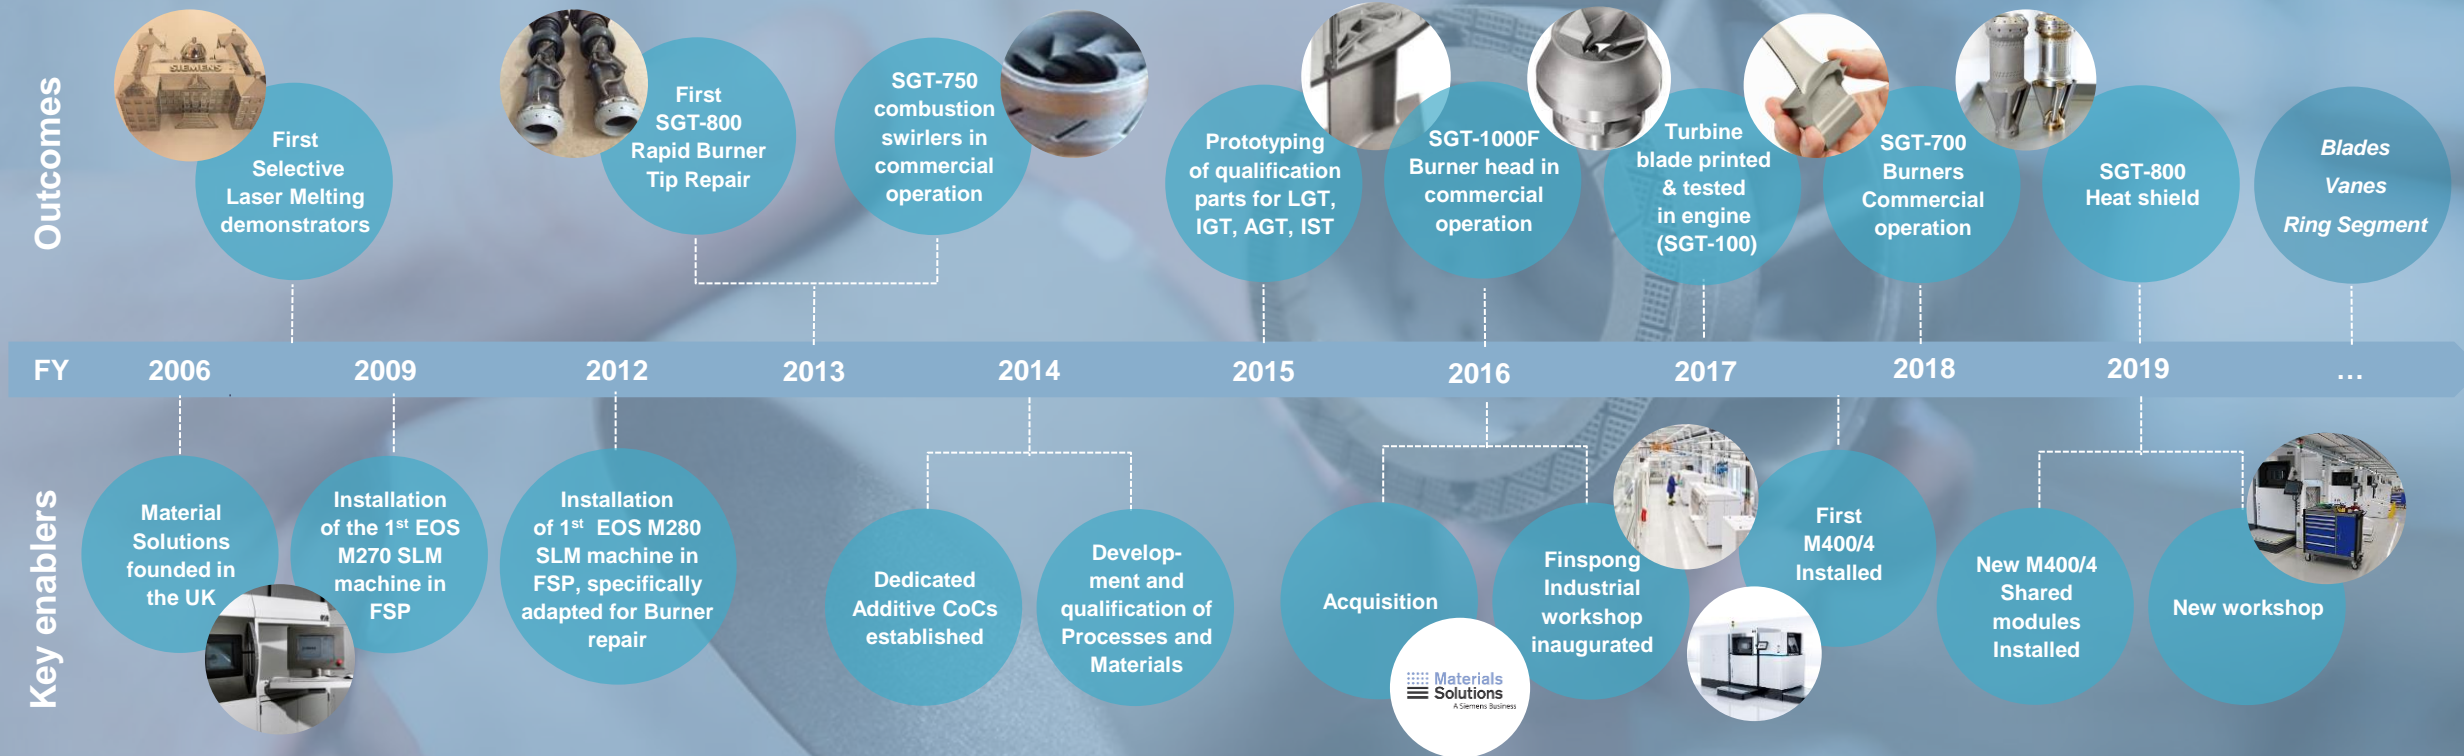 Outcomes
SIEMENS
First
Selective
Laser Melting
demonstrators
First
SGT-800
Rapid Burner
Tip Repair
SGT-750
combustion
swirlers in
commercial
operation
Prototyping
of qualification
parts for LGT,
IGT, AGT, IST
SGT-1000F
Burner head in
commercial
operation
Turbine
blade printed
& tested
in engine
(SGT-100)
SGT-700
Burners
Commercial
operation
SGT-800
Heat shield
Blades
Vanes
Ring Segment
FY 2006 2009 2012 2013 2014 2015 2016 2017 2018 2019 ...
Key enablers
Material
Solutions
founded in
the UK
Installation
of the 1st EOS
M270 SLM
machine in
FSP
Installation
of 1st EOS M280
SLM machine in
FSP, specifically
adapted for Burner
repair
Dedicated
Additive CoCs
established
Develop-
ment and
qualification of
Processes and
Materials
Acquisition
Materials
Solutions
A Siemens Business
Finspong
Industrial
workshop
inaugurated
First
M400/4
Installed
New M400/4
Shared
modules
Installed
New workshop